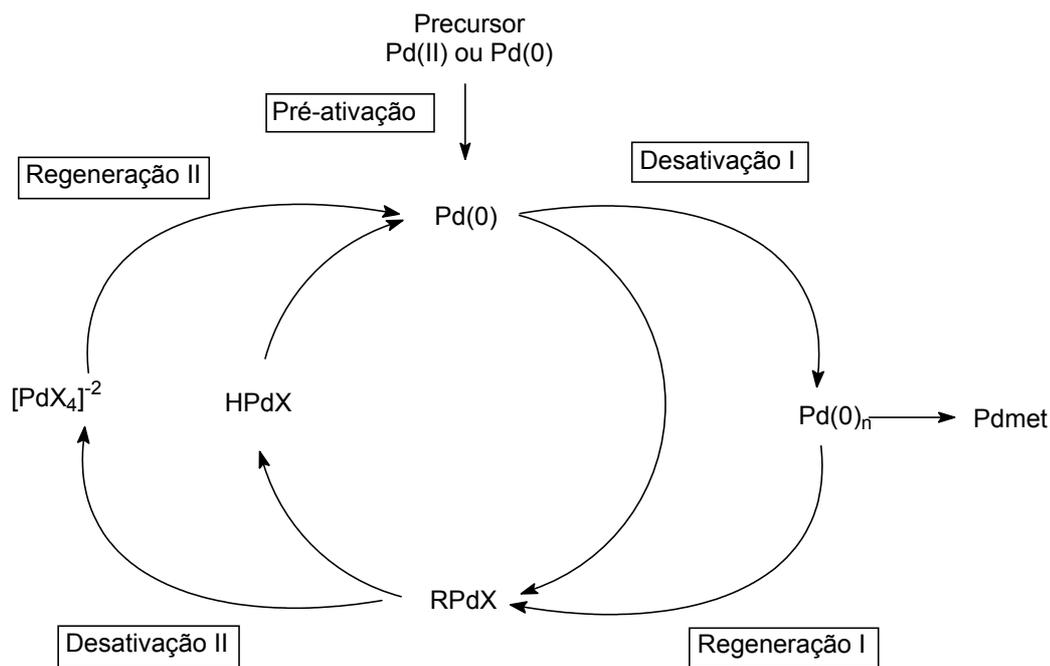 Precursor
Pd(II) ou Pd(0)
Pré-ativação
Desativação I
Regeneração II
Pd(0)
[PdX4]-2
HPdX
Pd(0)n
Pdmet
RPdX
Desativação II
Regeneração I